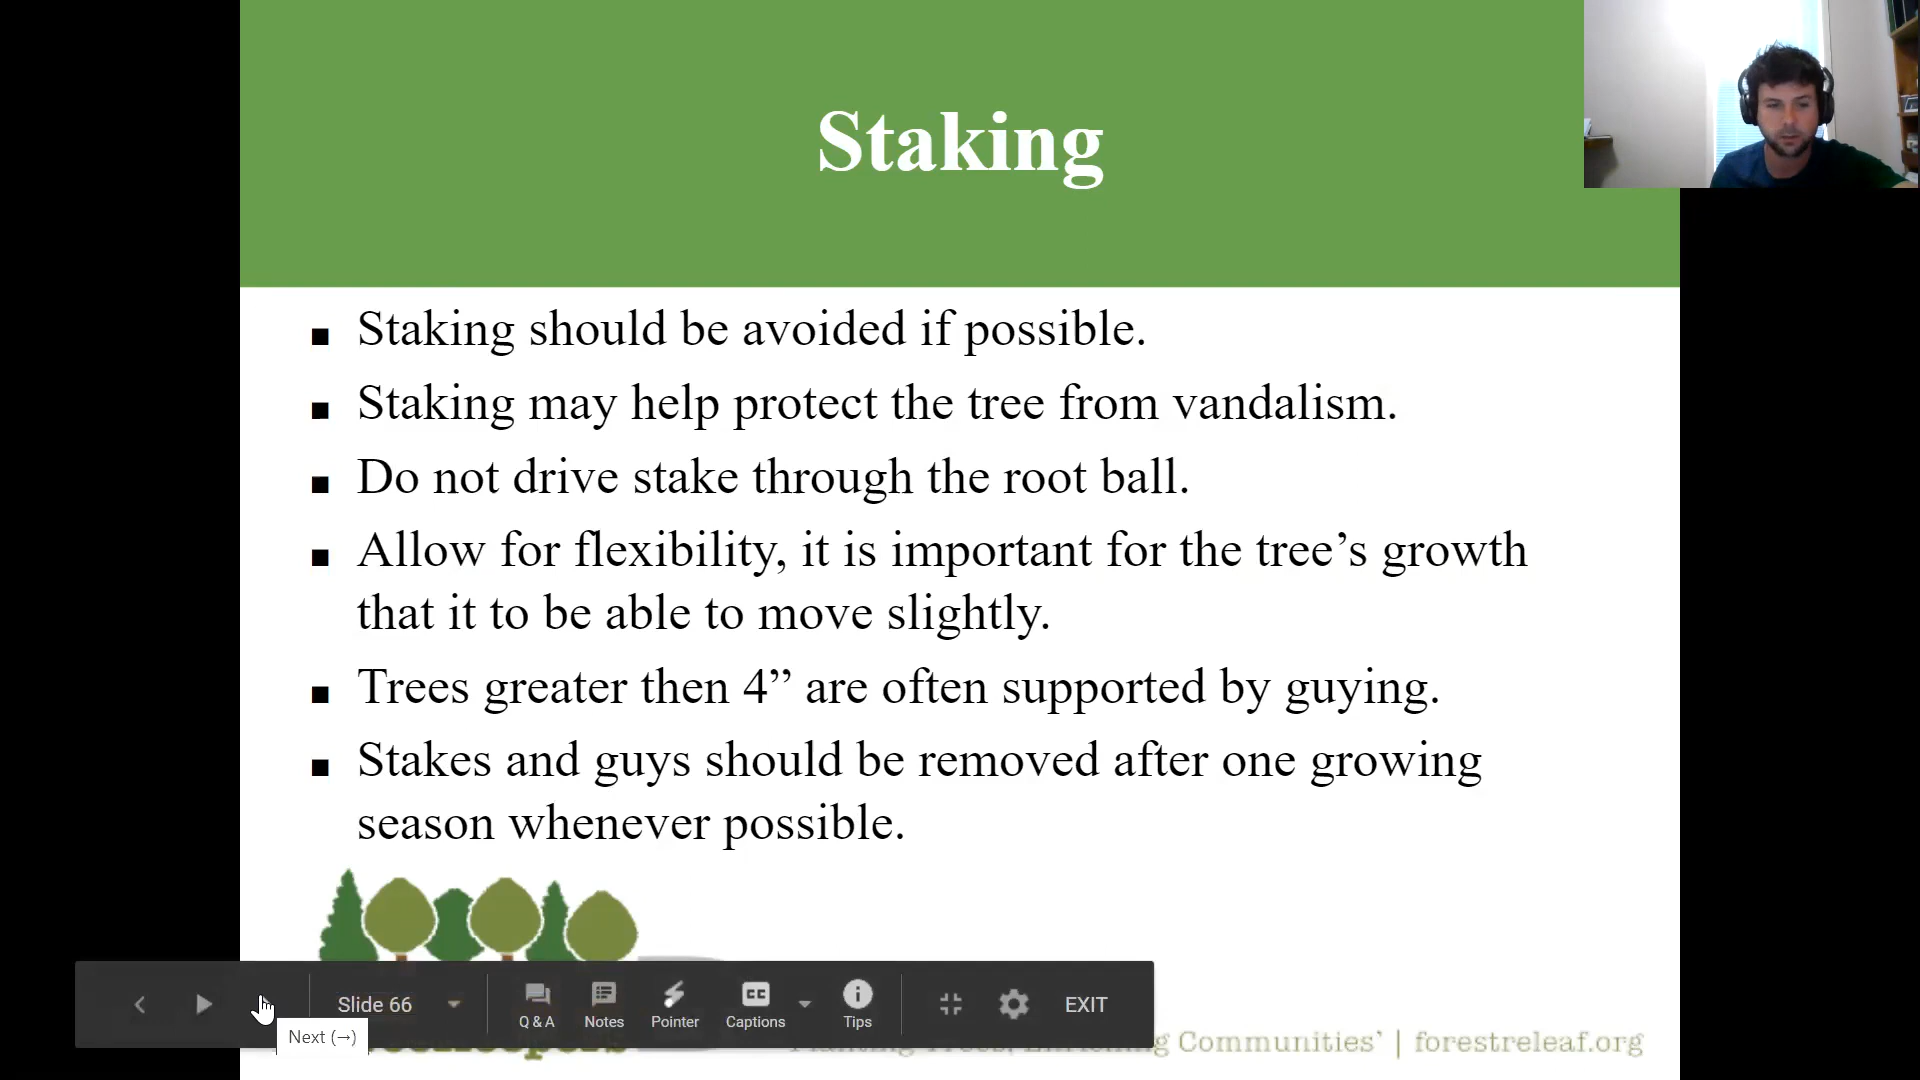 Staking
■ Staking should be avoided if possible.
■ Staking may help protect the tree from vandalism.
■ Do not drive stake through the root ball.
■ Allow for flexibility, it is important for the tree’s growth
that it to be able to move slightly.
■ Trees greater then 4” are often supported by guying.
■ Stakes and guys should be removed after one growing
season whenever possible.
Slide 66
Q & A
Notes
Pointer
CC
Captions
Tips
EXIT
Next (→)
Communities’ | forestreleaf.org